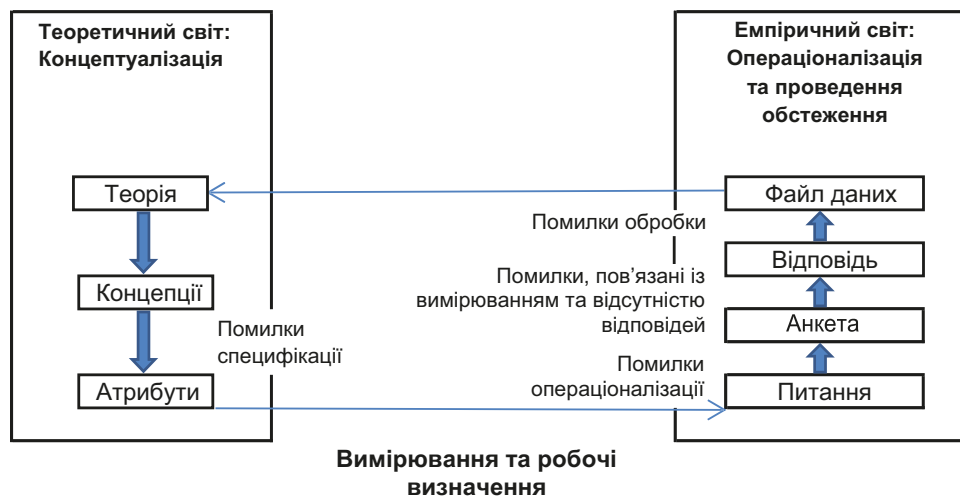 Теоретичний світ:
Концептуалізація
Теорія
Концепції
Помилки
специфікації
Атрибути
Емпіричний світ:
Операціоналізація
та проведення
обстеження
Файл даних
Помилки обробки
Відповідь
Помилки, пов’язані із
вимірюванням та відсутністю
відповідей
Анкета
Помилки
операціоналізації
Питання
Вимірювання та робочі
визначення